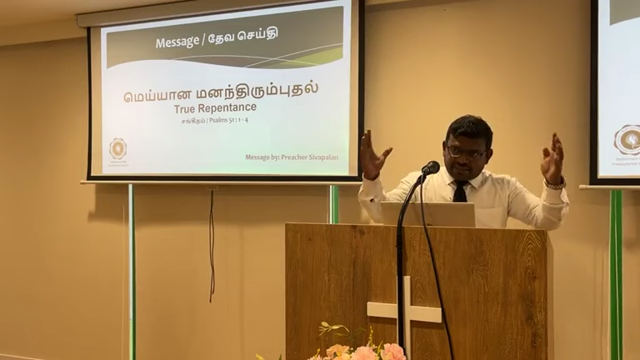 Message / தேவ செய்தி
மெய்யான மனந்திரும்புதல்
True Repentance
சங்கீதம் / Psalms 51: 1- 4
Message by: Preacher Sivapalan